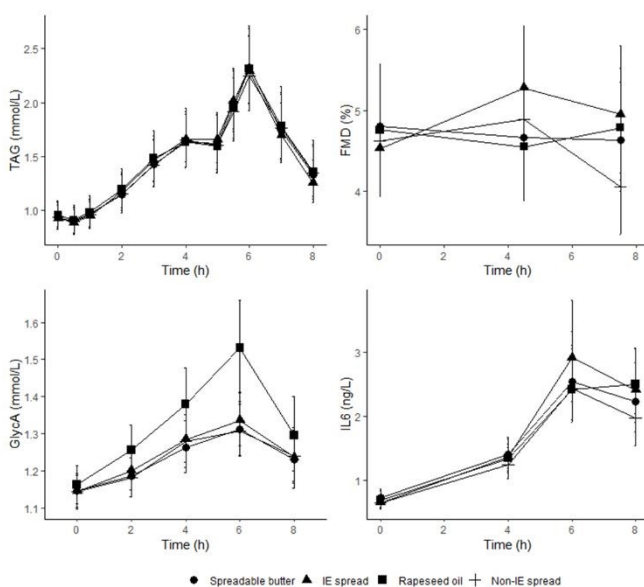 TAG (mmol/L)
2.5
2.0
1.5
1.0
0 2 4 6 8
Time (h)
FMD (%)
6
5
4
0 2 4 6 8
Time (h)
GlycA (mmol/L)
1.6
1.5
1.4
1.3
1.2
1.1
0 2 4 6 8
Time (h)
IL6 (ng/L)
3
2
1
0 2 4 6 8
Time (h)
Spreadable butter IE spread Rapeseed oil Non-IE spread